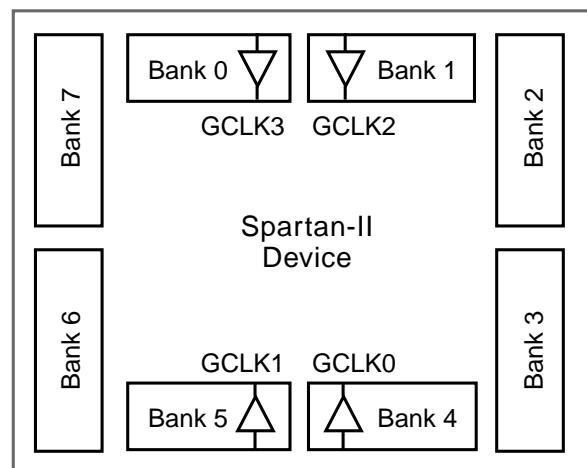 Bank 0
Bank 1
Bank 7
Bank 2
GCLK3
GCLK2
Spartan-II
Device
Bank 6
Bank 3
GCLK1
GCLK0
Bank 5
Bank 4